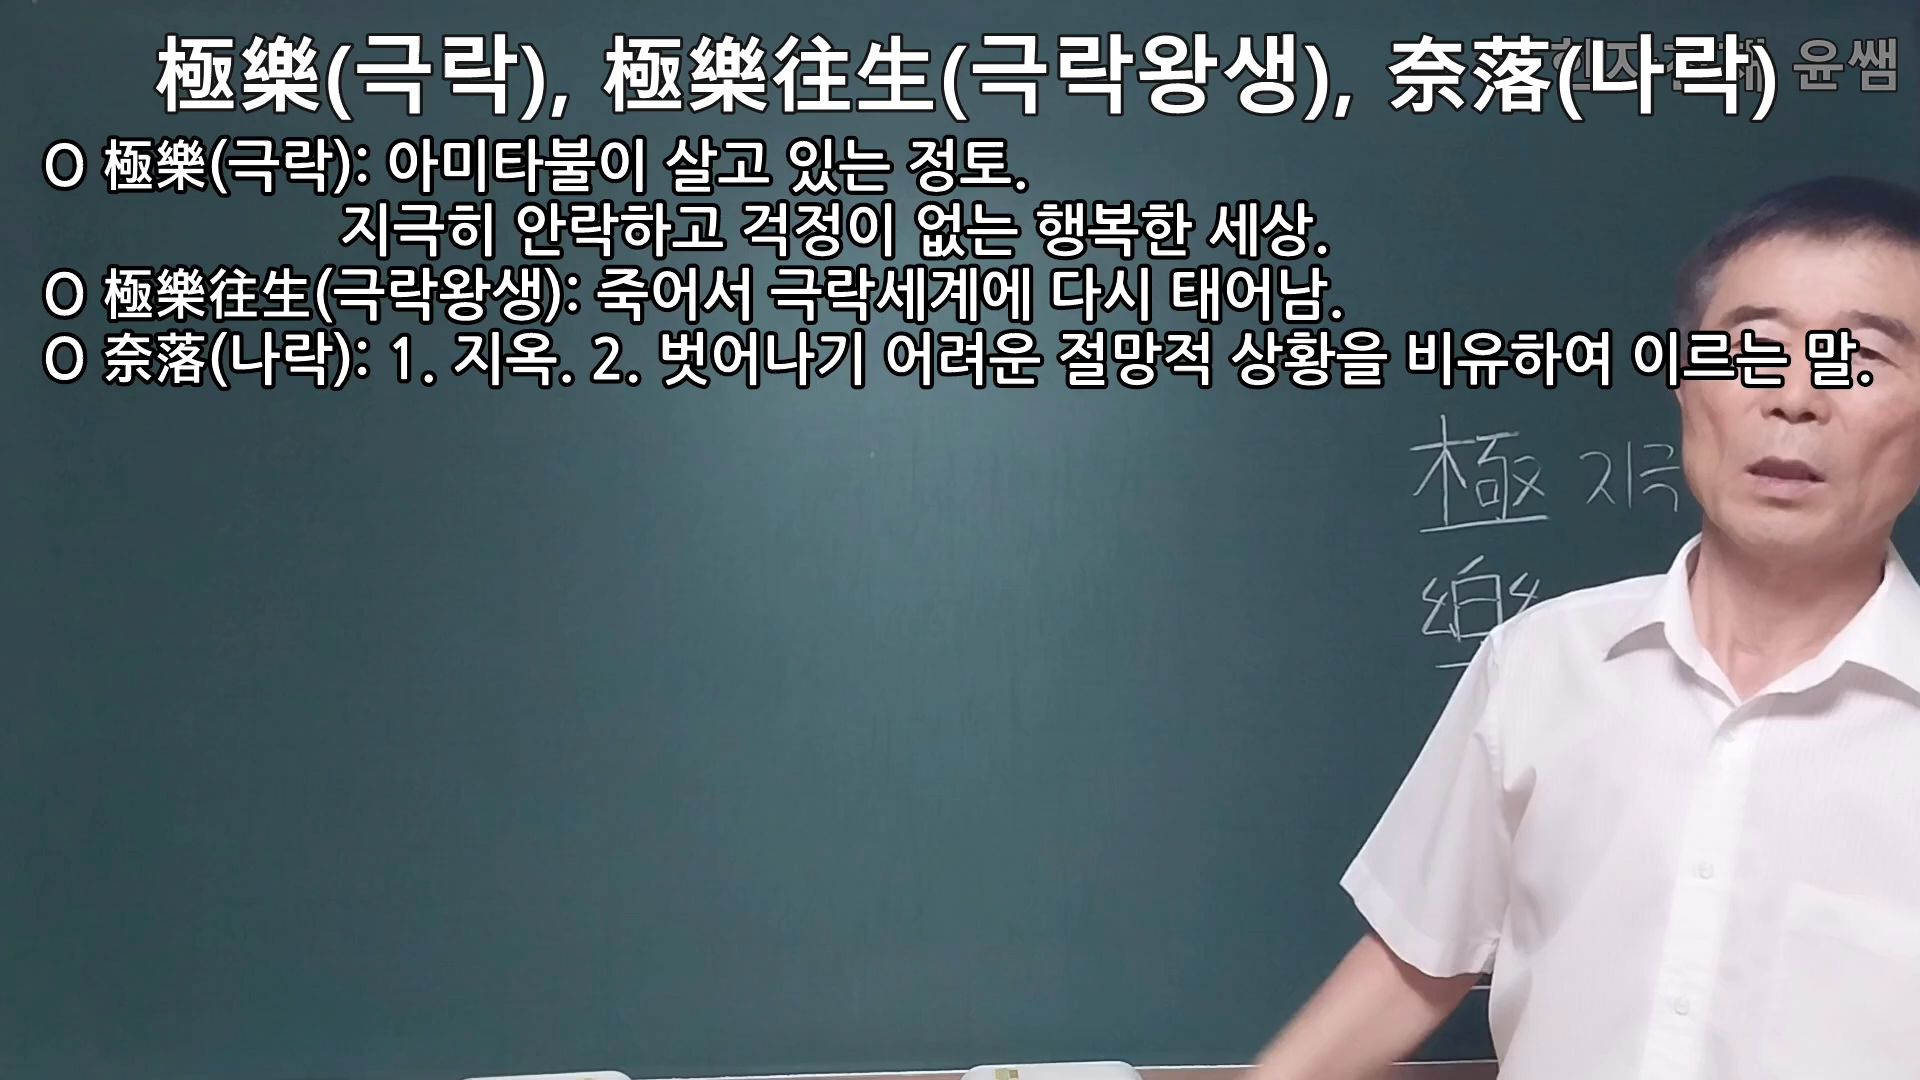 極樂(극락), 極樂往生(극락왕생), 奈落(나락)
윤쌤
O 極樂(극락): 아미타불이 살고 있는 정토.
지극히 안락하고 걱정이 없는 행복한 세상.
O 極樂往生(극락왕생): 죽어서 극락세계에 다시 태어남.
O 奈落(나락): 1. 지옥. 2. 벗어나기 어려운 절망적 상황을 비유하여 이르는 말.
極 지극
樂